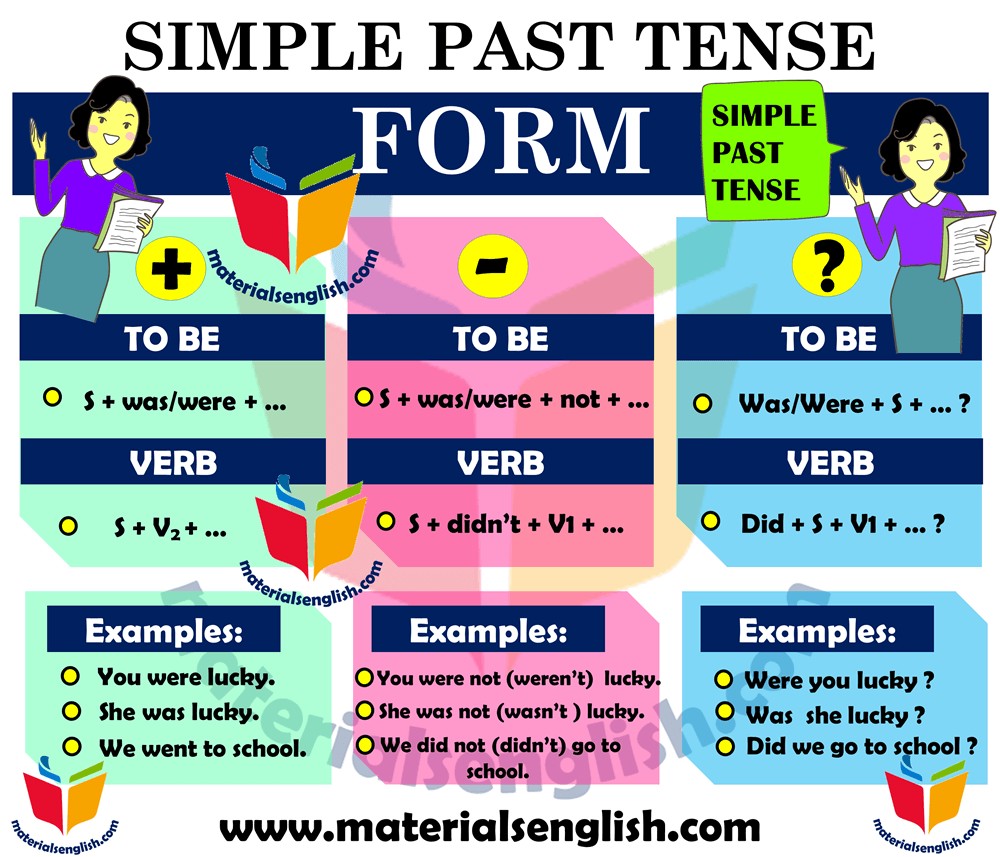 SIMPLE PAST TENSE
FORM
SIMPLE
PAST
TENSE
materialsenglish.com
+
-
?
TO BE
S + was/were + ...
VERB
S + V₂ + ...
materialsenglish.com
TO BE
S + was/were + not + ...
VERB
S + didn't + V1 + ...
TO BE
Was/Were + S + ... ?
VERB
Did + S + V1 + ... ?
Examples:
You were lucky.
She was lucky.
We went to school.
Examples:
You were not (weren't) lucky.
She was not (wasn't ) lucky.
We did not (didn't) go to
school.
Examples:
Were you lucky ?
Was she lucky ?
Did we go to school ?
materialsenglish.com
materialsenglish.com
www.materialsenglish.com
materialsenglish.com